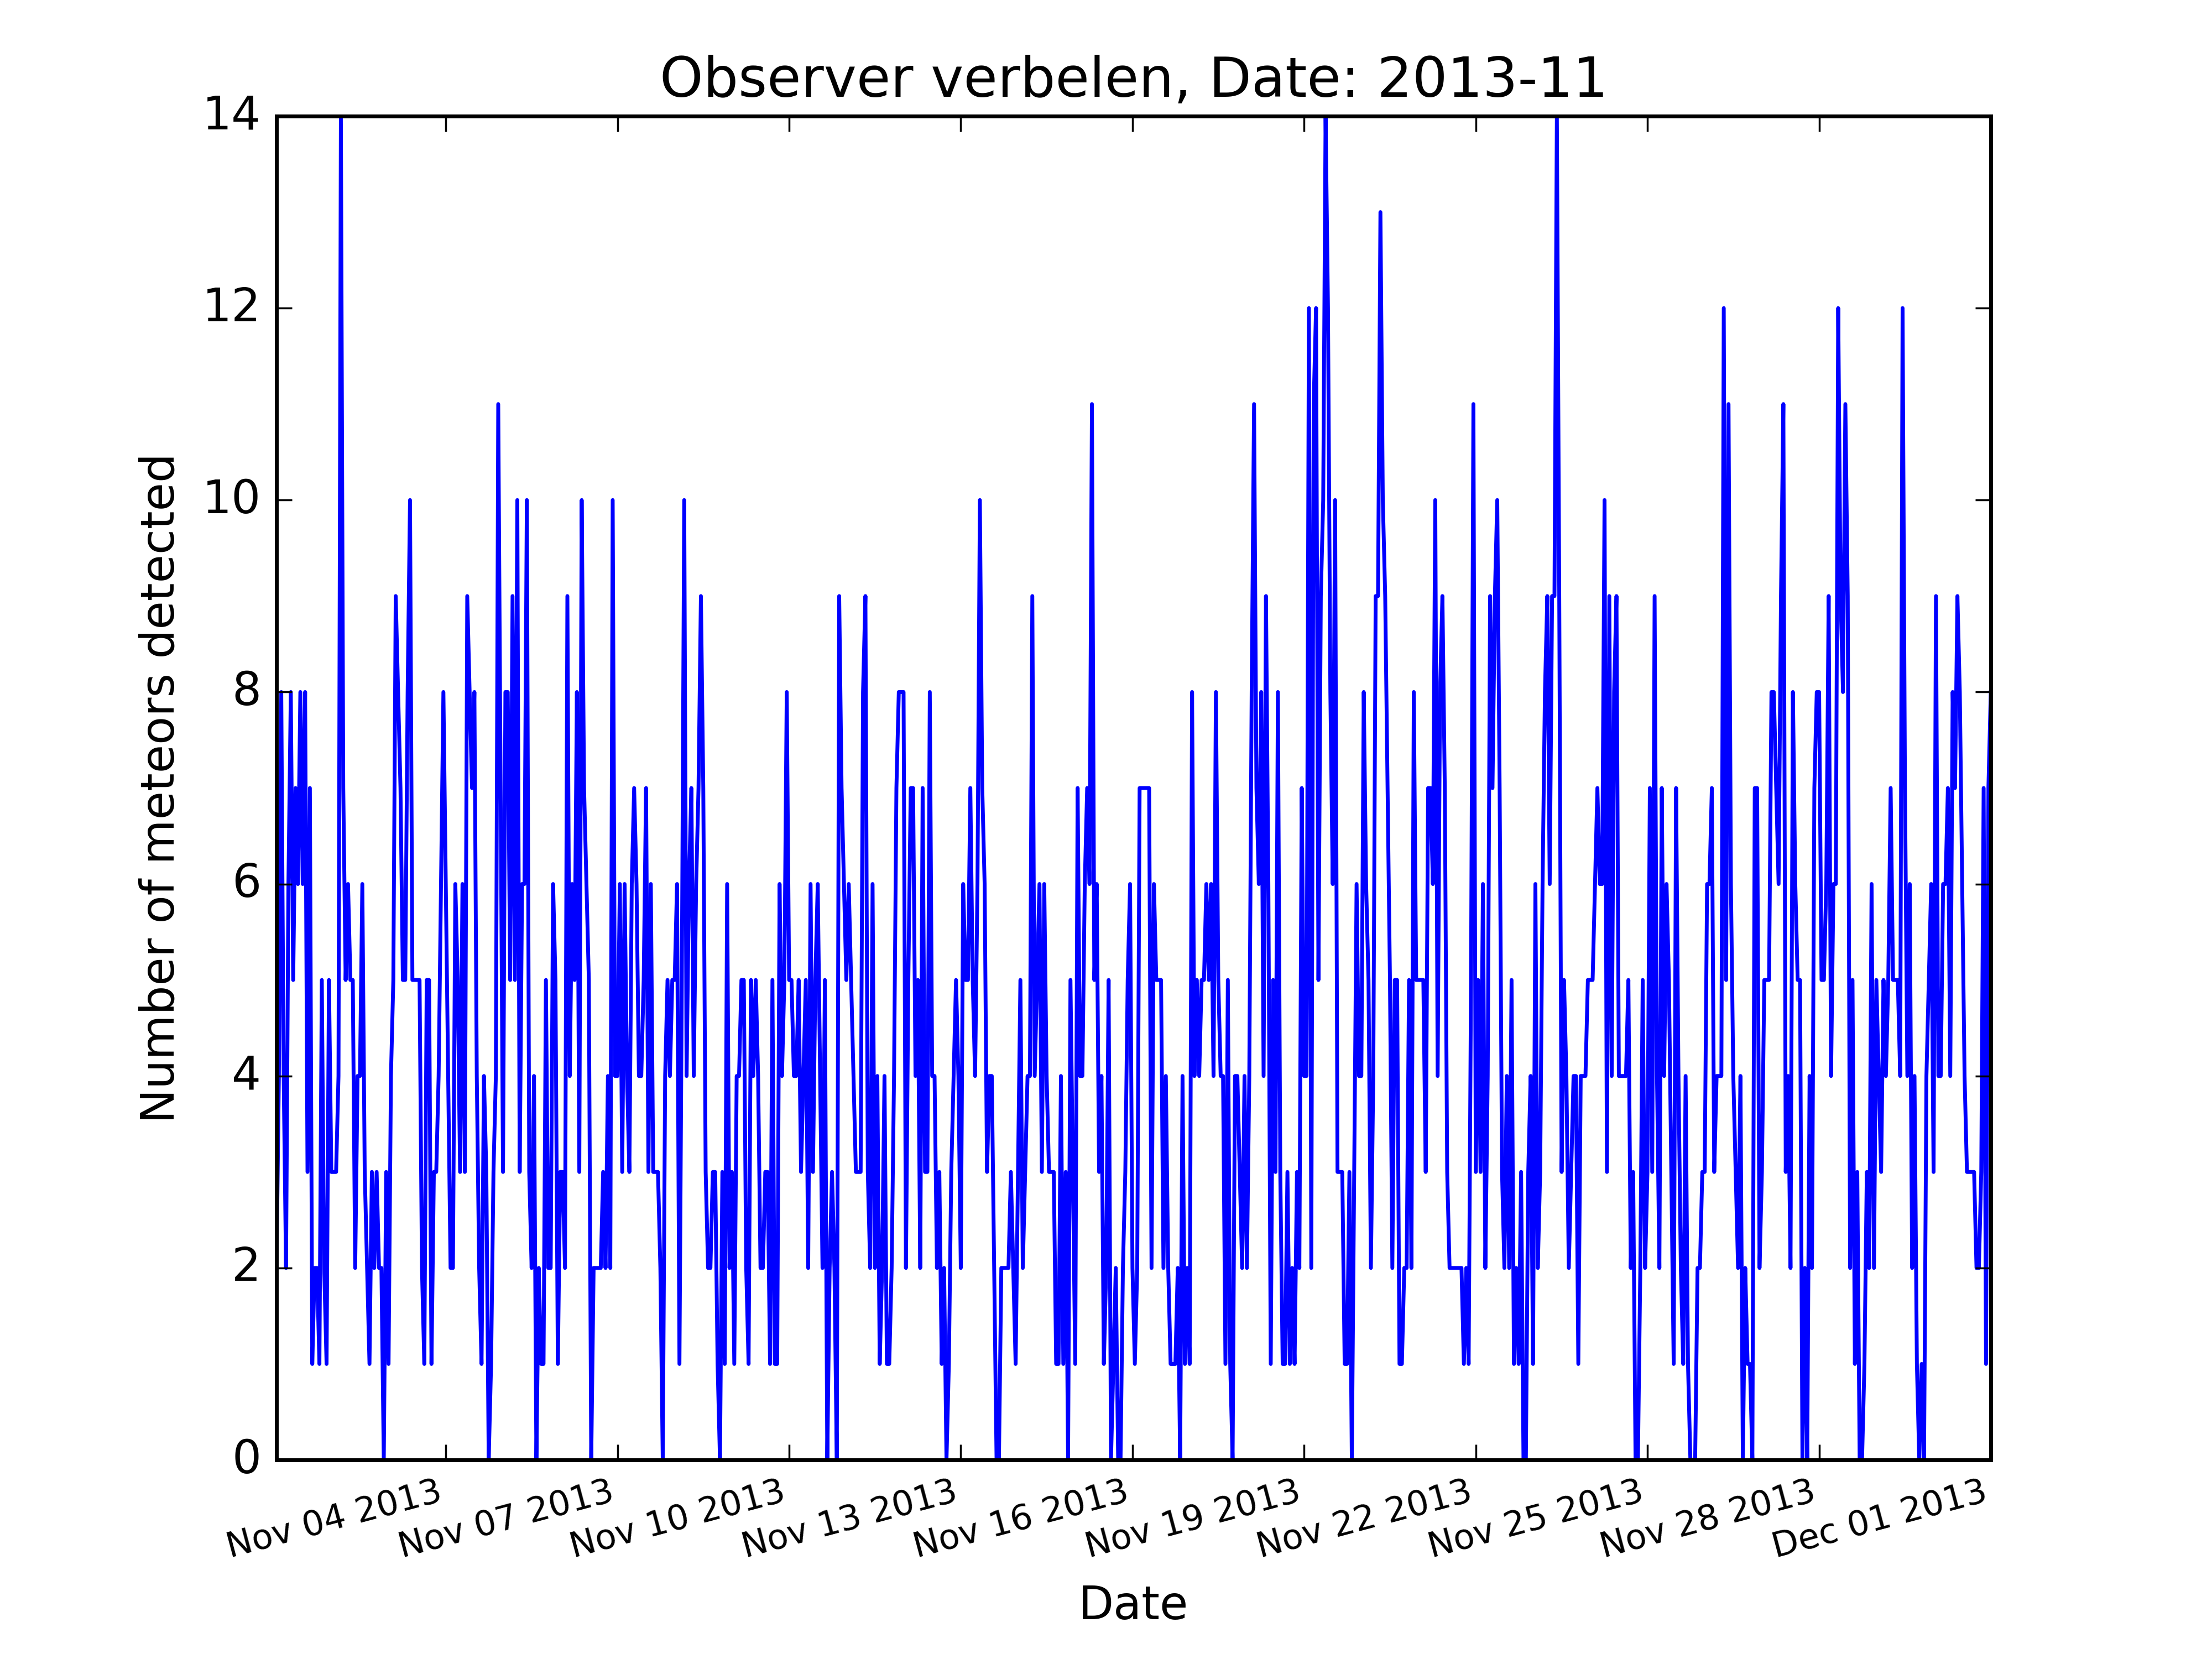 Observer verbelen, Date: 2013-11
Number of meteors detected
14
12
10
8
6
4
2
0
Nov 04 2013
Nov 07 2013
Nov 10 2013
Nov 13 2013
Nov 16 2013
Nov 19 2013
Nov 22 2013
Nov 25 2013
Nov 28 2013
Dec 01 2013
Date